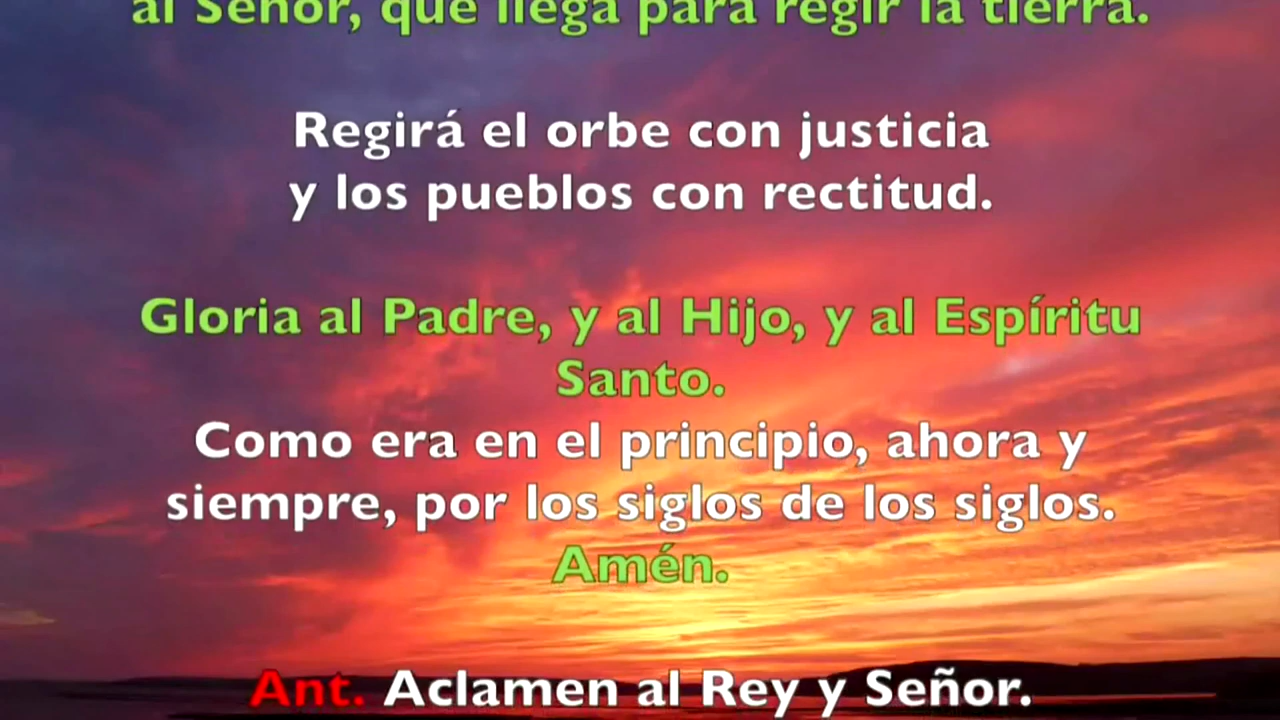 al Señor, que llega para regir la tierra.
Regirá el orbe con justicia
y los pueblos con rectitud.
Gloria al Padre, y al Hijo, y al Espíritu
Santo.
Como era en el principio, ahora y
siempre, por los siglos de los siglos.
Amén.
Ant. Aclamen al Rey y Señor.